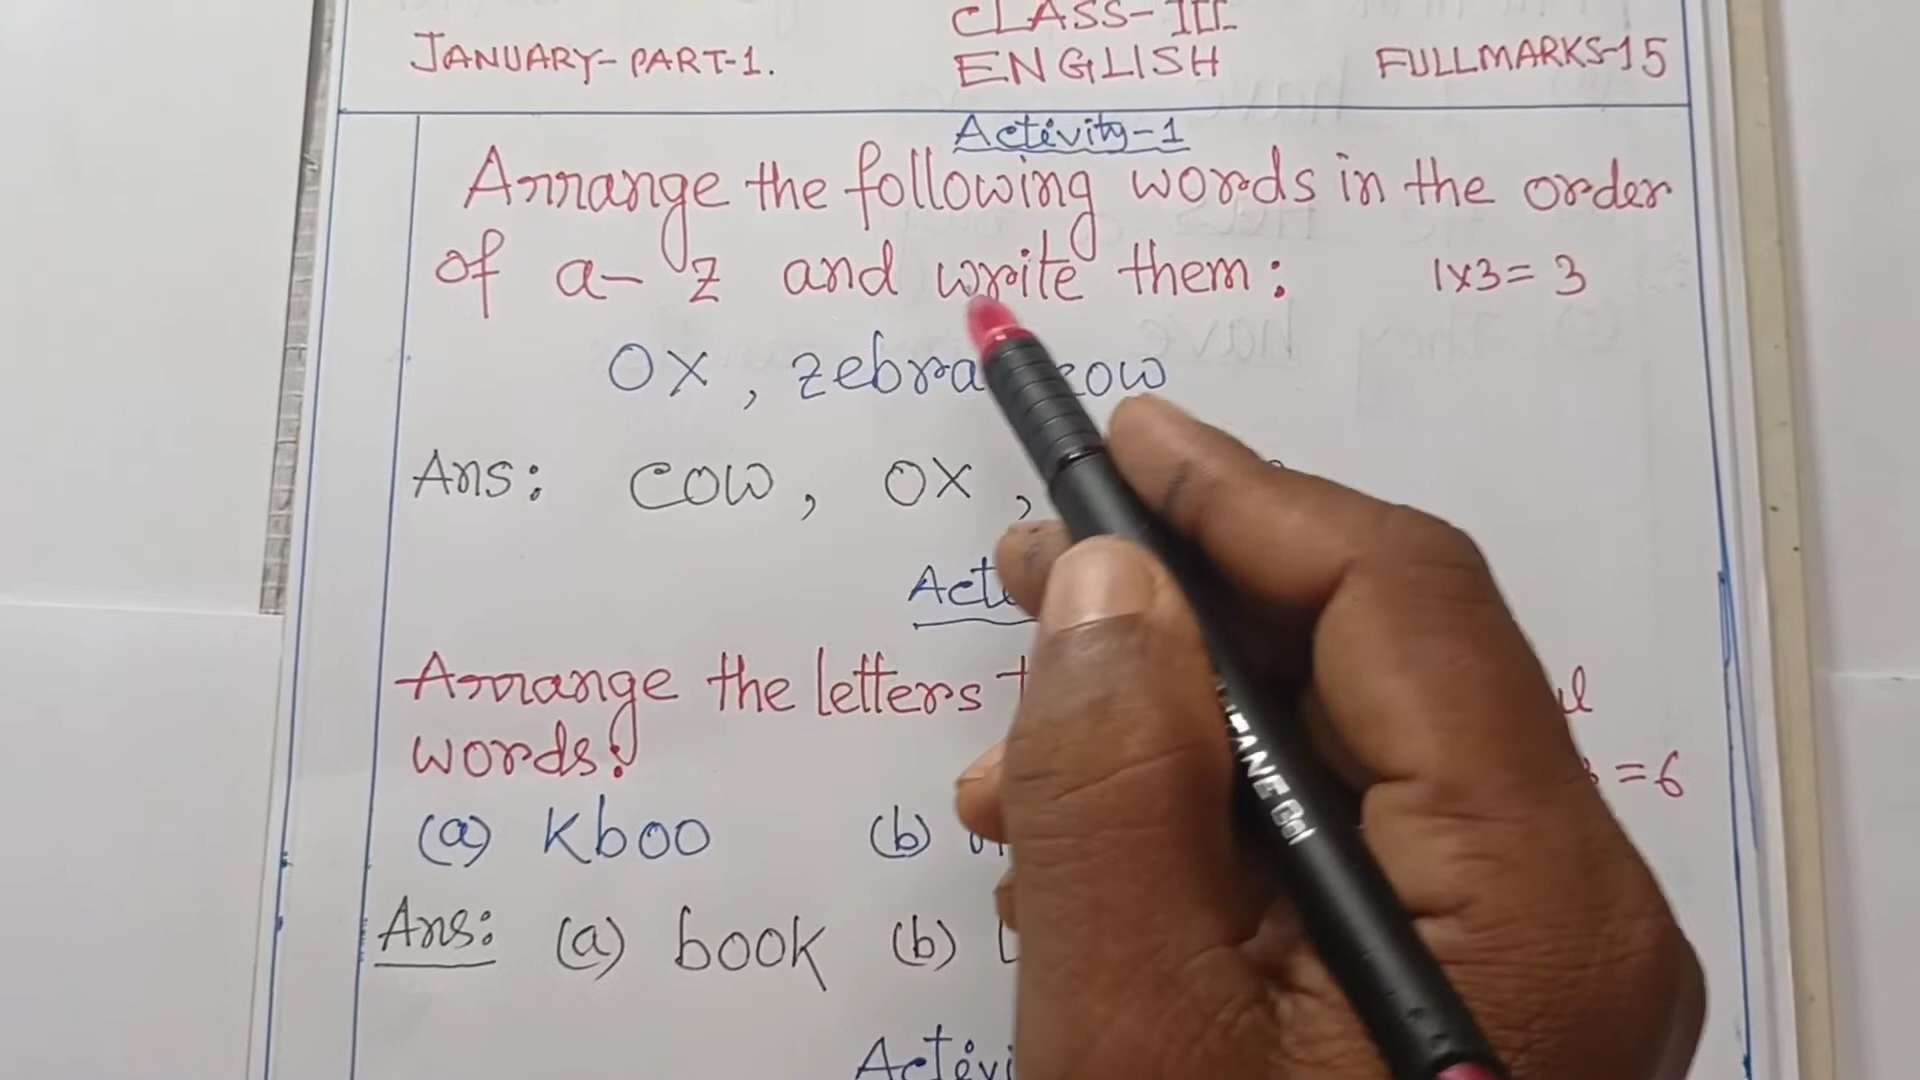 CLASS-III
JANUARY-PART-1. ENGLISH FULLMARKS-15
Activity-1
Arrange the following words in the order
of a-z and write them: 1x3=3
OX, zebra cow
Ans: cow, ox,
Arrange the letters
words: =6
(a) kboo (b)
Ans: (a) book (b)